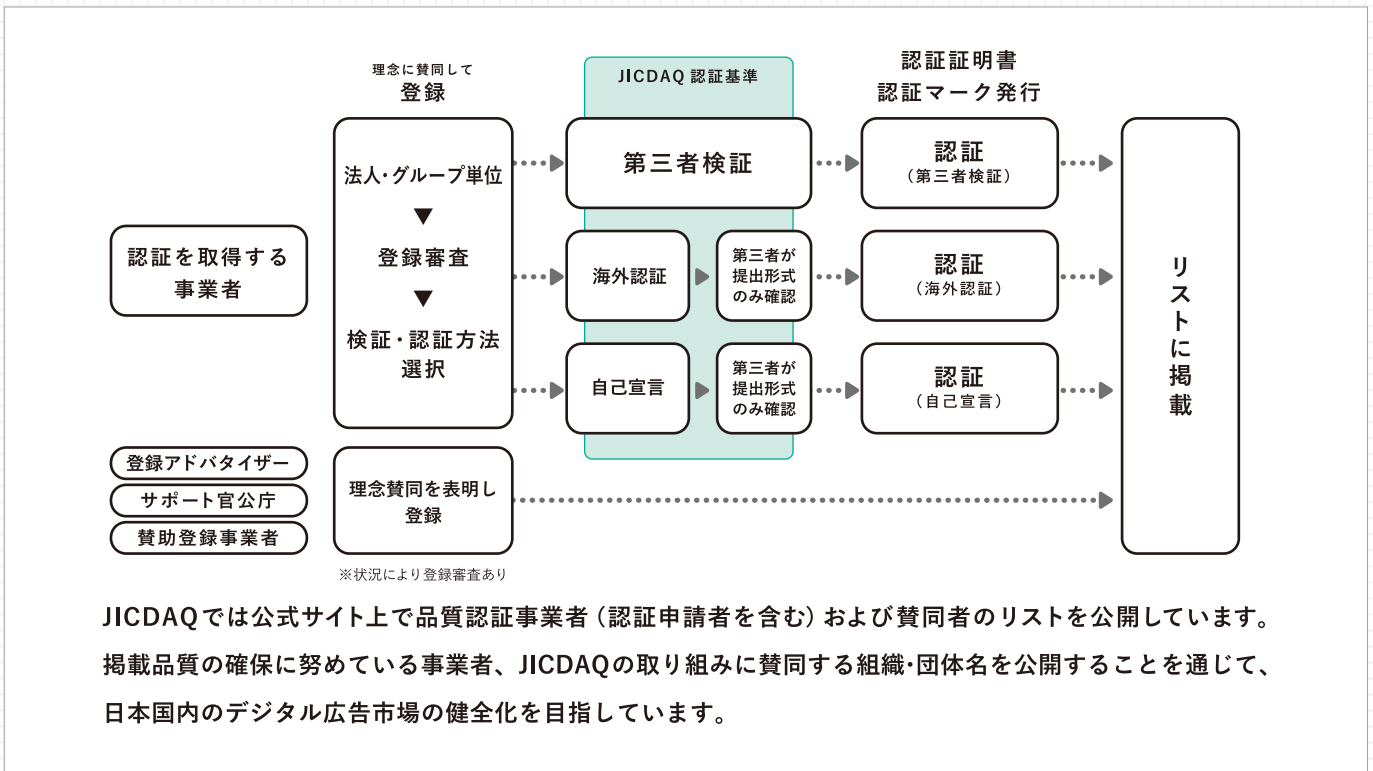 理念に賛同して
登録
JICDAQ 認証基準
認証証明書
認証マーク発行
認証を取得する
事業者
法人・グループ単位
▼
登録審査
▼
検証・認証方法
選択
第三者検証
認証
（第三者検証）
海外認証
第三者が
提出形式
のみ確認
認証
（海外認証）
自己宣言
第三者が
提出形式
のみ確認
認証
（自己宣言）
リストに掲載
登録アドバタイザー
サポート官公庁
賛助登録事業者
理念賛同を表明し
登録
※状況により登録審査あり
JICDAQでは公式サイト上で品質認証事業者（認証申請者を含む）および賛同者のリストを公開しています。
掲載品質の確保に努めている事業者、JICDAQの取り組みに賛同する組織・団体名を公開することを通じて、
日本国内のデジタル広告市場の健全化を目指しています。